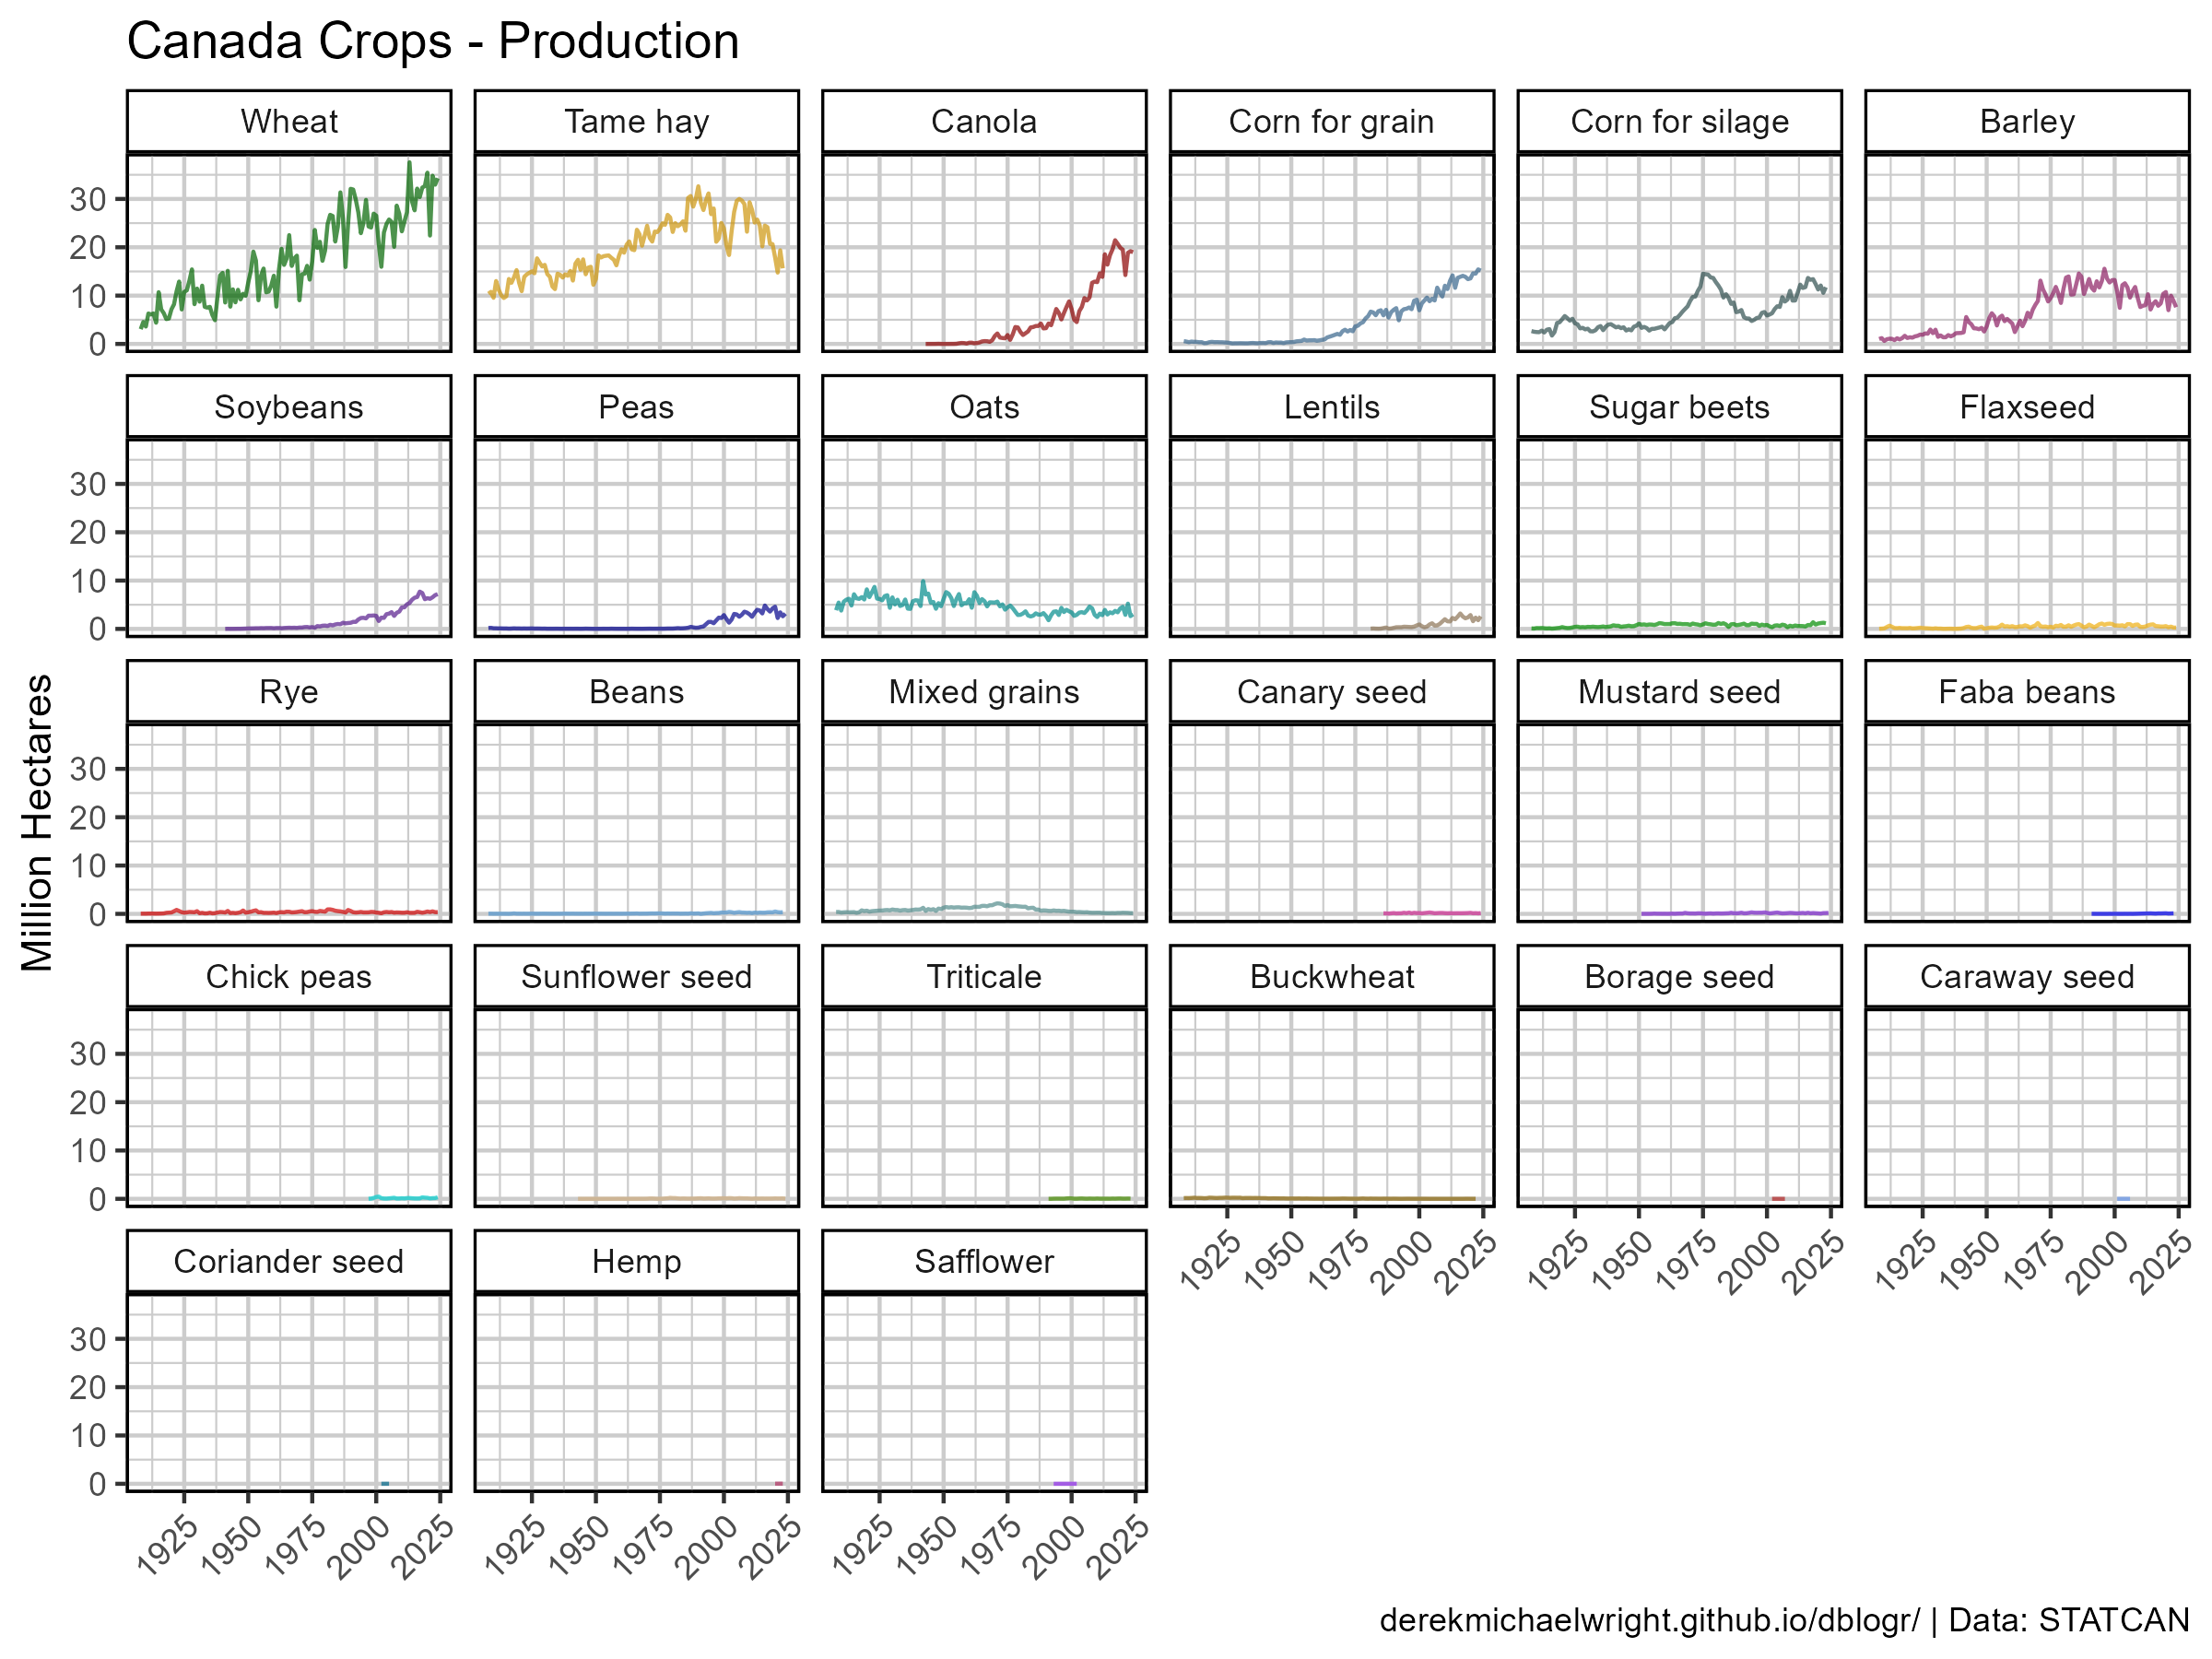 Canada Crops - Production
Wheat
Tame hay
Canola
Corn for grain
Corn for silage
Barley
30
20
10
0
Soybeans
Peas
Oats
Lentils
Sugar beets
Flaxseed
30
20
10
0
Rye
Beans
Mixed grains
Canary seed
Mustard seed
Faba beans
30
20
10
0
Million Hectares
Chick peas
Sunflower seed
Triticale
Buckwheat
Borage seed
Caraway seed
30
20
10
0
1925 1950 1975 2000 2025
1925 1950 1975 2000 2025
1925 1950 1975 2000 2025
Coriander seed
Hemp
Safflower
30
20
10
0
1925 1950 1975 2000 2025
1925 1950 1975 2000 2025
1925 1950 1975 2000 2025
derekmichaelwright.github.io/dblogr/ | Data: STATCAN